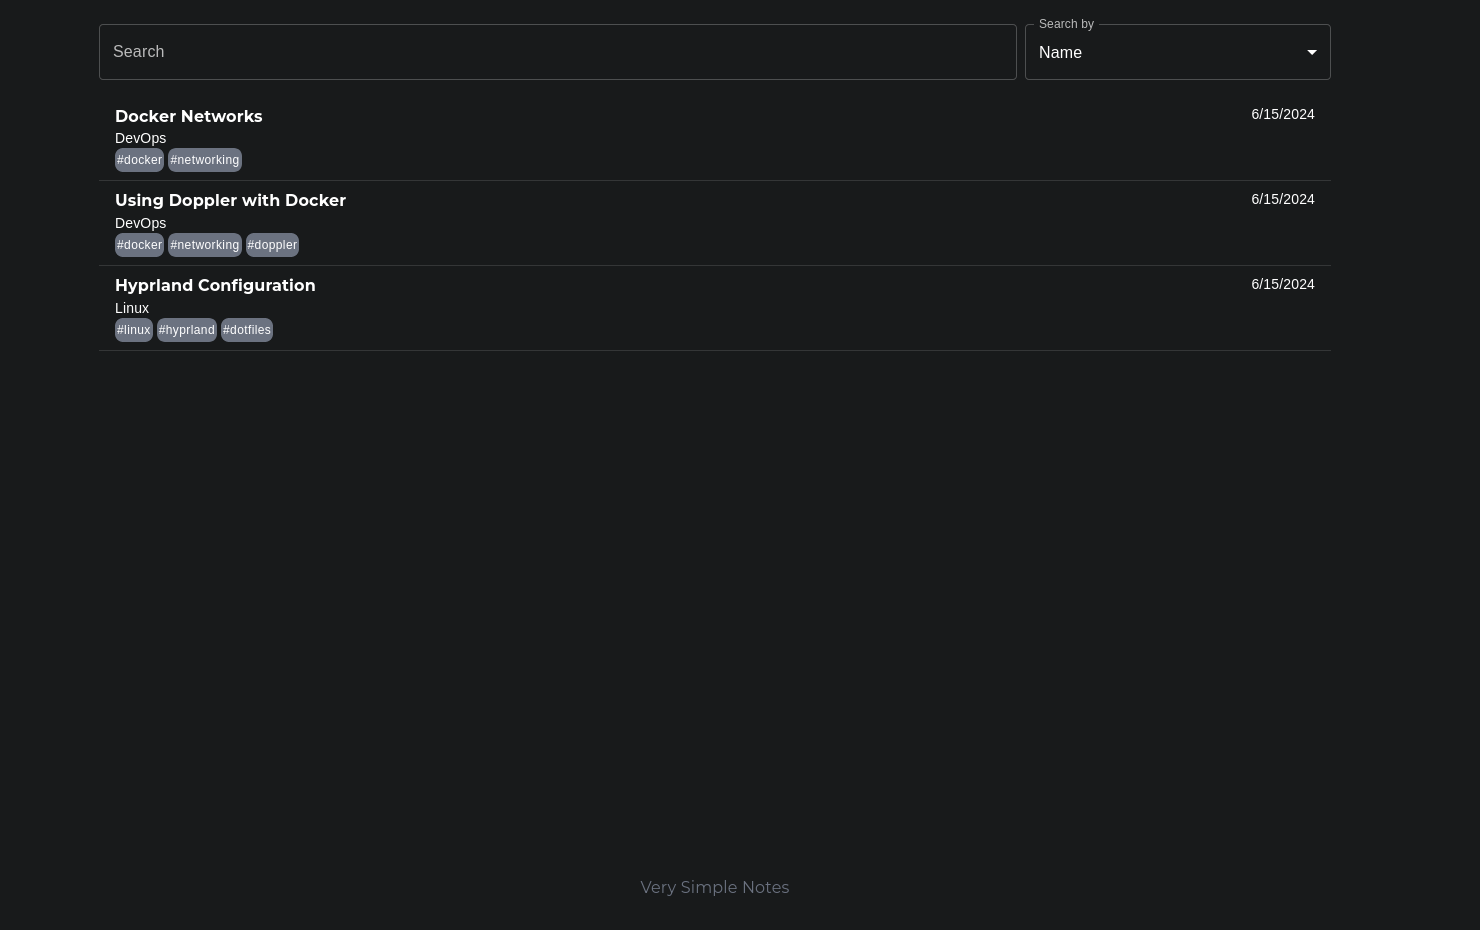 Search by
Search
Name
Docker Networks 6/15/2024
DevOps
#docker #networking
Using Doppler with Docker 6/15/2024
DevOps
#docker #networking #doppler
Hyprland Configuration 6/15/2024
Linux
#linux #hyprland #dotfiles
Very Simple Notes